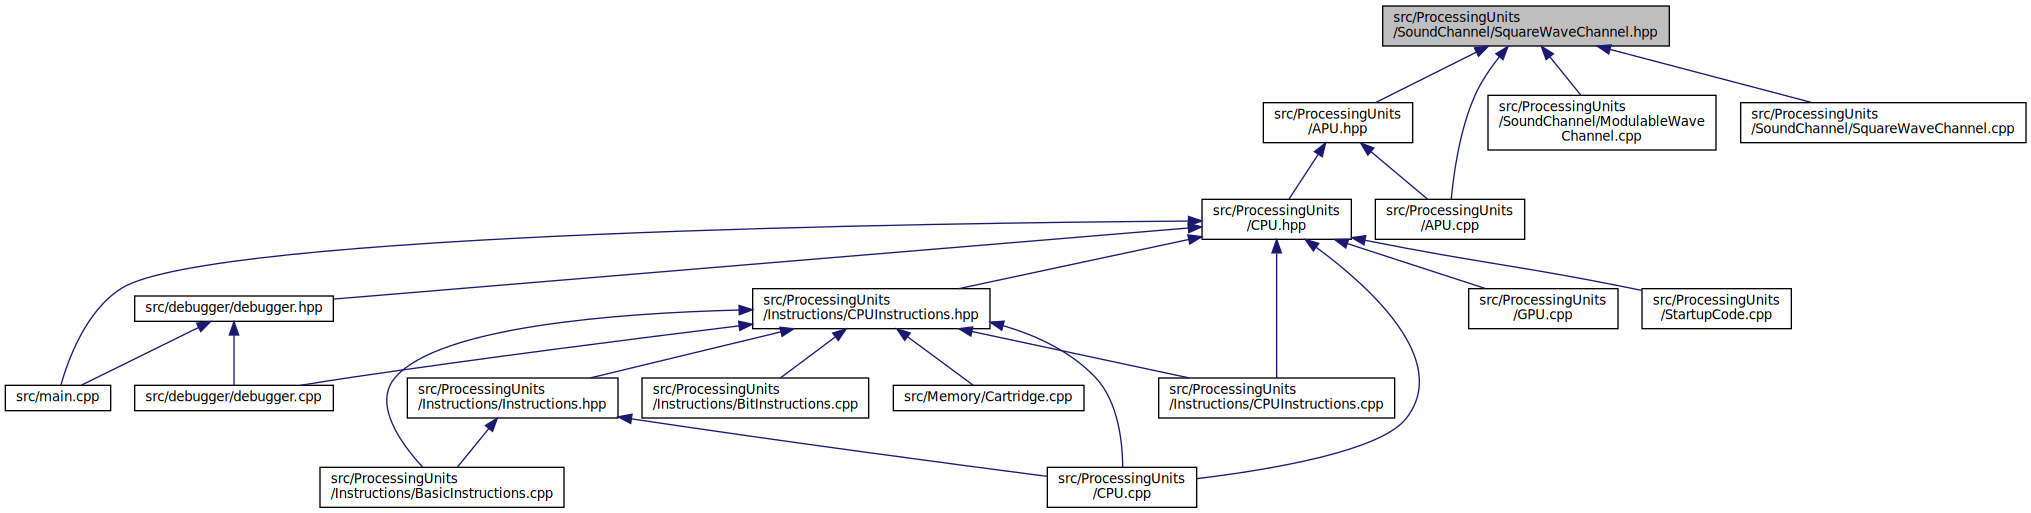 src/ProcessingUnits
/SoundChannel/SquareWaveChannel.hpp
src/ProcessingUnits
/APU.hpp
src/ProcessingUnits
/SoundChannel/ModulableWave
Channel.cpp
src/ProcessingUnits
/SoundChannel/SquareWaveChannel.cpp
src/ProcessingUnits
/CPU.hpp
src/ProcessingUnits
/APU.cpp
src/debugger/debugger.hpp
src/ProcessingUnits
/Instructions/CPUInstructions.hpp
src/ProcessingUnits
/GPU.cpp
src/ProcessingUnits
/StartupCode.cpp
src/main.cpp
src/debugger/debugger.cpp
src/ProcessingUnits
/Instructions/Instructions.hpp
src/ProcessingUnits
/Instructions/BitInstructions.cpp
src/Memory/Cartridge.cpp
src/ProcessingUnits
/Instructions/CPUInstructions.cpp
src/ProcessingUnits
/Instructions/BasicInstructions.cpp
src/ProcessingUnits
/CPU.cpp